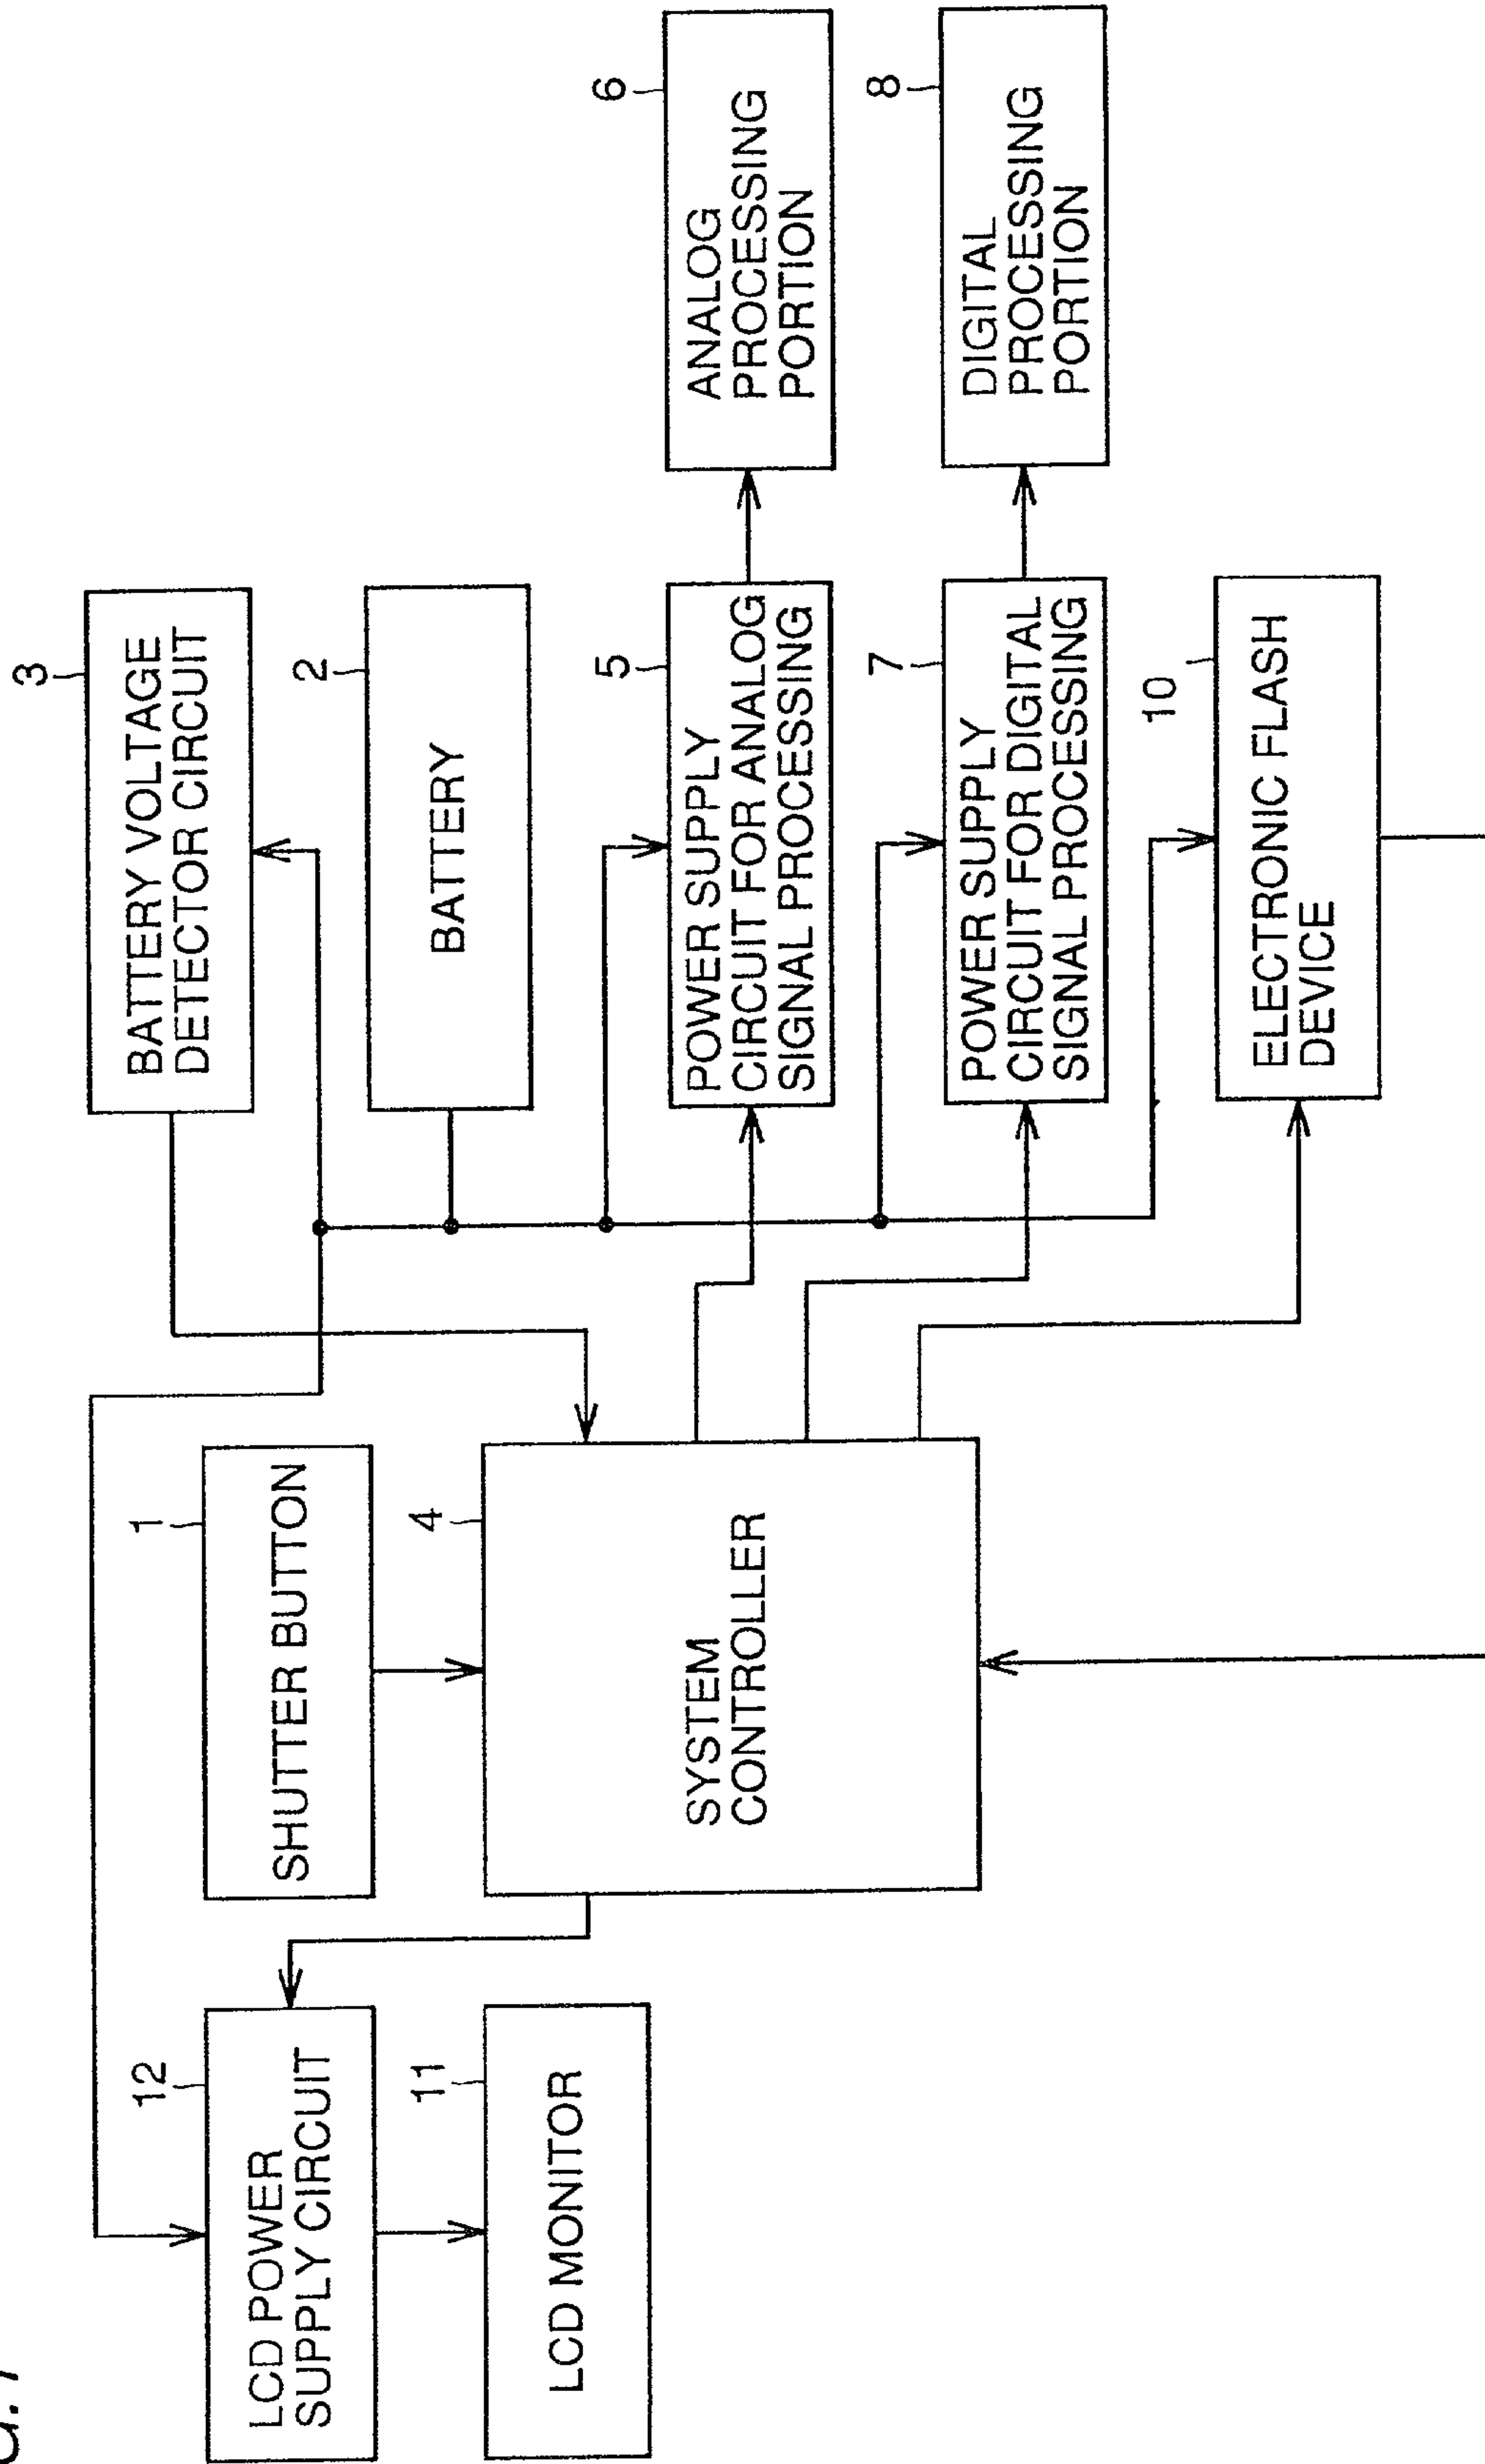 3
BATTERY VOLTAGE
DETECTOR CIRCUIT
12
LCD POWER
SUPPLY CIRCUIT
1
SHUTTER BUTTON
2
BATTERY
11
LCD MONITOR
4
SYSTEM
CONTROLLER
5
POWER SUPPLY
CIRCUIT FOR ANALOG
SIGNAL PROCESSING
6
ANALOG
PROCESSING
PORTION
7
POWER SUPPLY
CIRCUIT FOR DIGITAL
SIGNAL PROCESSING
8
DIGITAL
PROCESSING
PORTION
10
ELECTRONIC FLASH
DEVICE